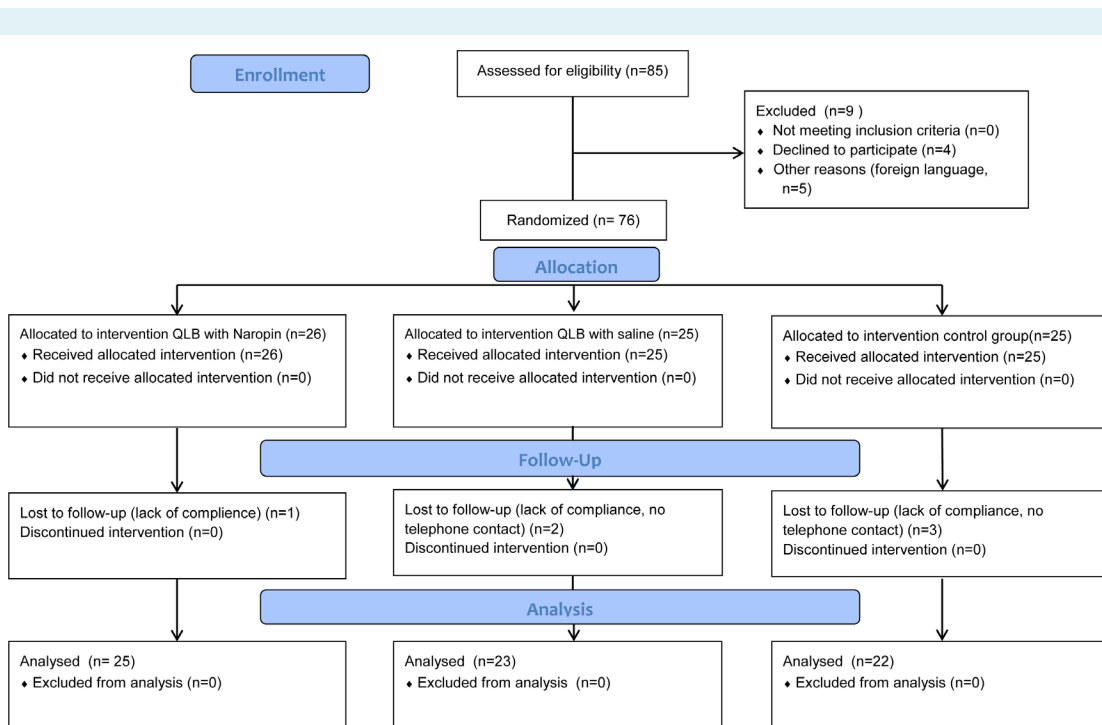 Enrollment
Assessed for eligibility (n=85)
Excluded (n=9 )
♦ Not meeting inclusion criteria (n=0)
♦ Declined to participate (n=4)
♦ Other reasons (foreign language,
n=5)
Randomized (n= 76)
Allocation
Allocated to intervention QLB with Naropin (n=26)
♦ Received allocated intervention (n=26)
♦ Did not receive allocated intervention (n=0)
Allocated to intervention QLB with saline (n=25)
♦ Received allocated intervention (n=25)
♦ Did not receive allocated intervention (n=0)
Allocated to intervention control group(n=25)
♦ Received allocated intervention (n=25)
♦ Did not receive allocated intervention (n=0)
Follow-Up
Lost to follow-up (lack of complience) (n=1)
Discontinued intervention (n=0)
Lost to follow-up (lack of compliance, no
telephone contact) (n=2)
Discontinued intervention (n=0)
Lost to follow-up (lack of compliance, no
telephone contact) (n=3)
Discontinued intervention (n=0)
Analysis
Analysed (n= 25)
♦ Excluded from analysis (n=0)
Analysed (n=23)
♦ Excluded from analysis (n=0)
Analysed (n=22)
♦ Excluded from analysis (n=0)